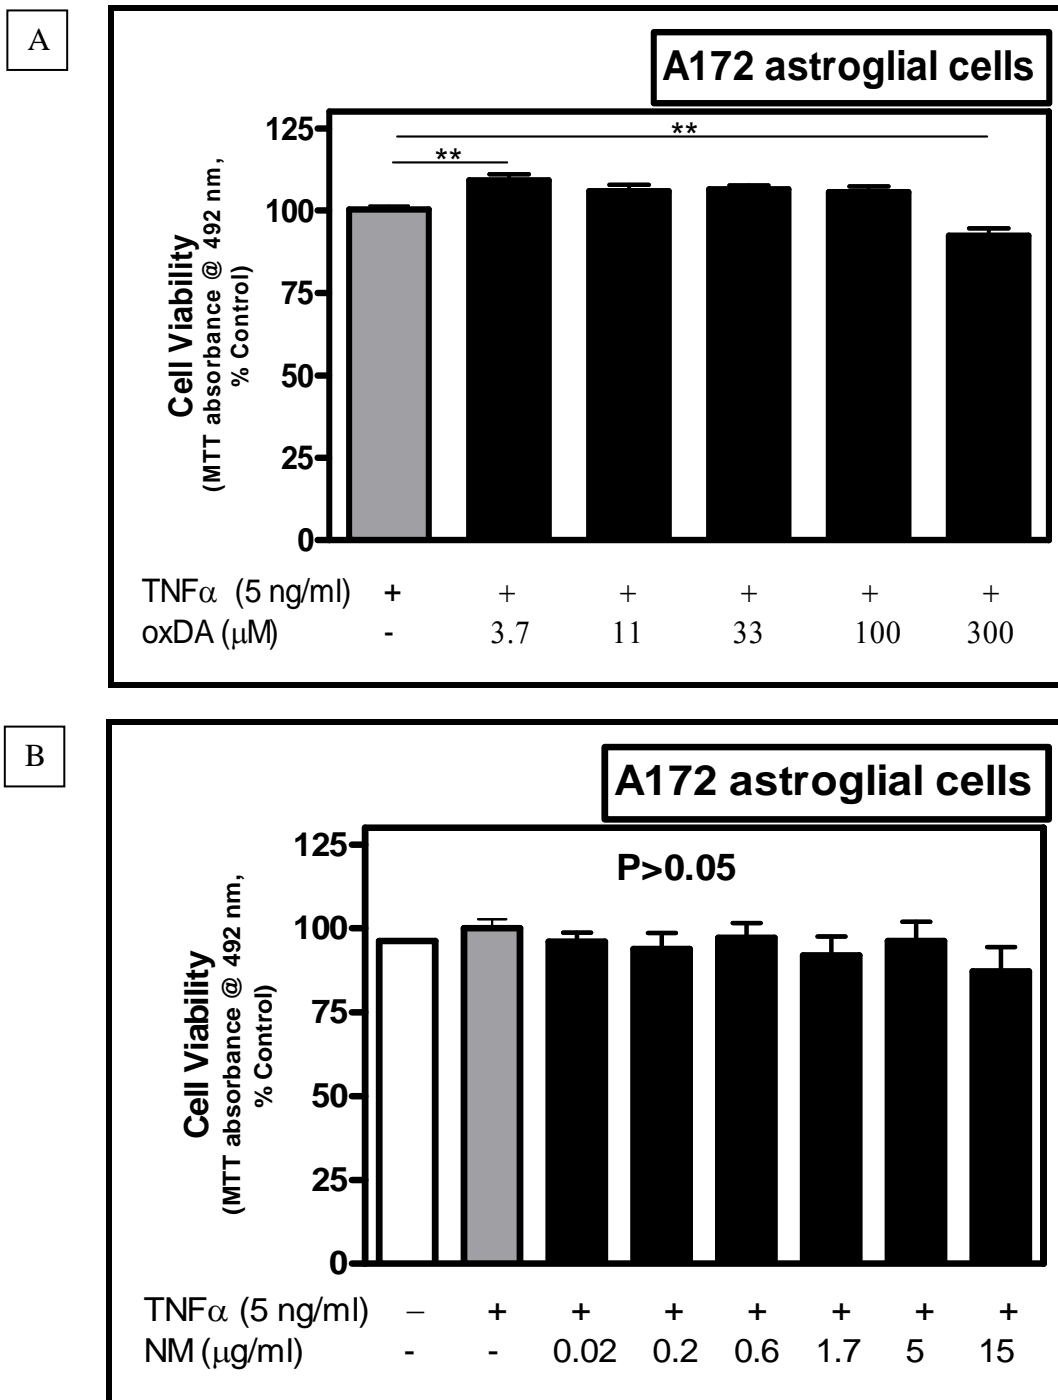 A
A172 astroglial cells
Cell Viability
(MTT absorbance @ 492 nm,
% Control)
125
100
75
50
25
0
**
**
TNFα (5 ng/ml) + + + + + +
oxDA (μM) - 3.7 11 33 100 300
B
A172 astroglial cells
P>0.05
Cell Viability
(MTT absorbance @ 492 nm,
% Control)
125
100
75
50
25
0
TNFα (5 ng/ml) – + + + + + + +
NM (μg/ml) - - 0.02 0.2 0.6 1.7 5 15